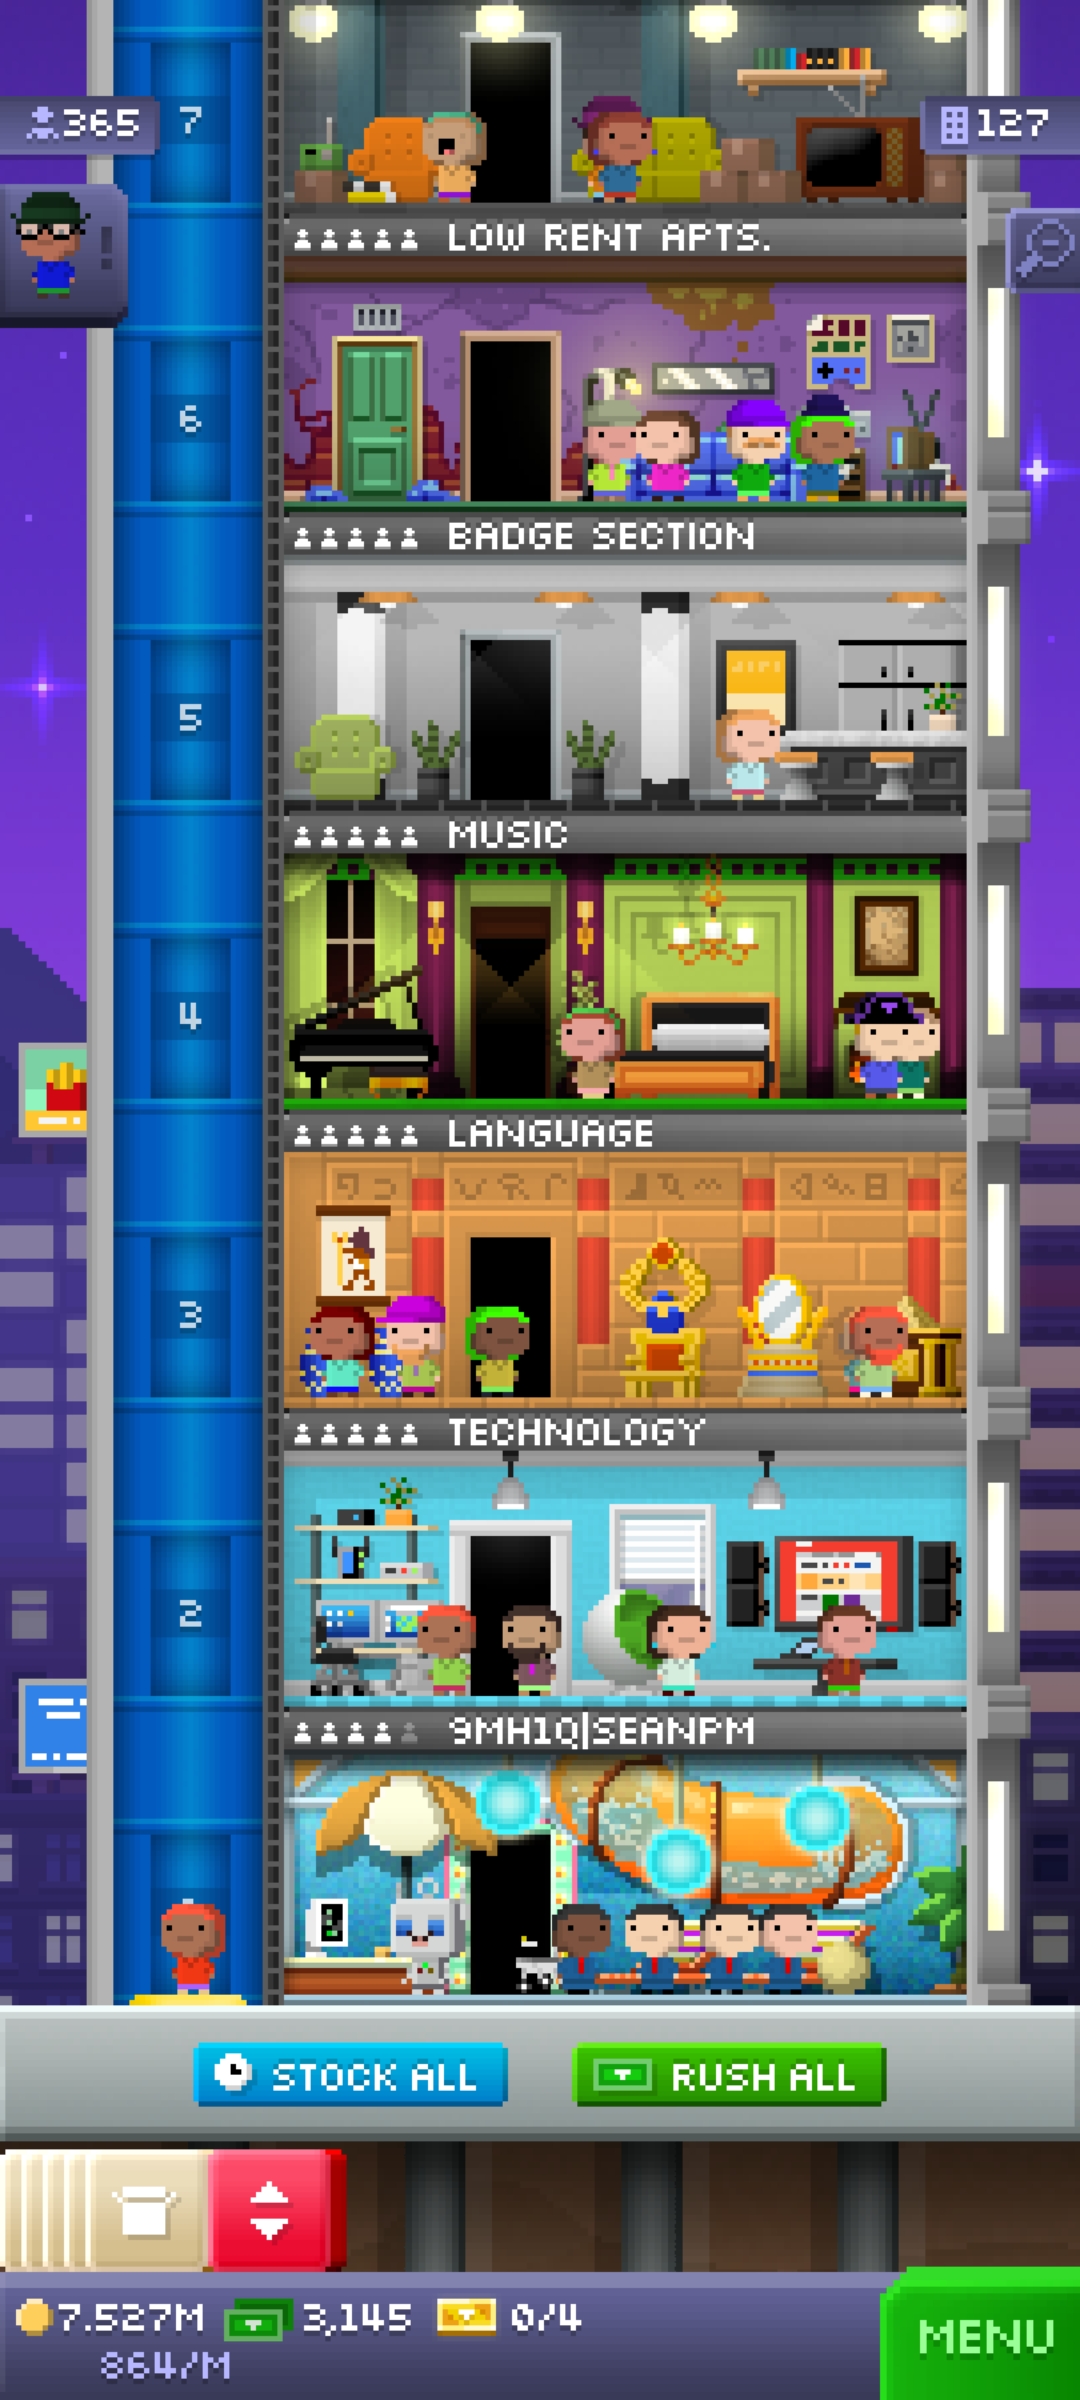 7
365
127
LOW RENT APTS.
6
BADGE SECTION
5
MUSIC
4
LANGUAGE
3
TECHNOLOGY
2
9MH1Q|SEANPM
STOCK ALL
RUSH ALL
7.527M
3,145
0/4
864/M
MENU